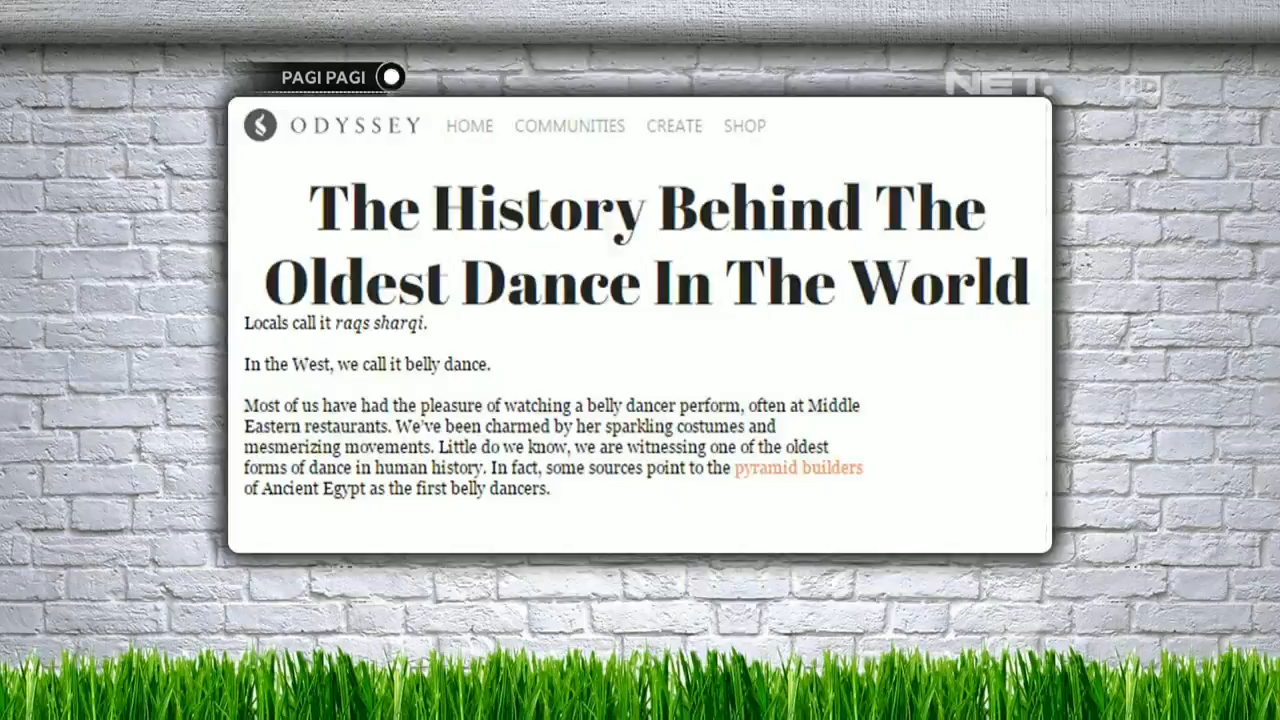 PAGI PAGI
NET.
HD
ODYSSEY HOME COMMUNITIES CREATE SHOP
The History Behind The
Oldest Dance In The World
Locals call it raqs sharqi.
In the West, we call it belly dance.
Most of us have had the pleasure of watching a belly dancer perform, often at Middle
Eastern restaurants. We've been charmed by her sparkling costumes and
mesmerizing movements. Little do we know, we are witnessing one of the oldest
forms of dance in human history. In fact, some sources point to the pyramid builders
of Ancient Egypt as the first belly dancers.